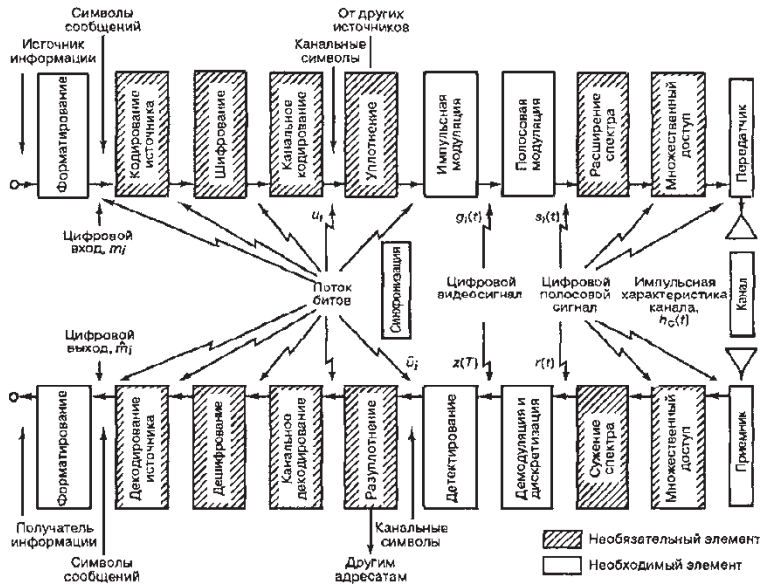 Символы
сообщений
От других
источников
Источник
информации
Канальные
символы
Форматирование
Кодирование
источника
Шифрование
Канальное
кодирование
Уплотнение
Импульсная
модуляция
Полосовая
модуляция
Расширение
спектра
Множественный
доступ
Передатчик
Цифровой
вход, mᵢ
uᵢ
gᵢ(t)
sᵢ(t)
Поток
битов
Синхронизация
Цифровой
видеосигнал
Цифровой
полосовой
сигнал
Импульсная
характеристика
канала,
h_c(t)
Канал
Цифровой
выход, m̂ᵢ
ûᵢ
z(T)
r(t)
Форматирование
Декодирование
источника
Дешифрование
Канальное
декодирование
Разуплотнение
Детектирование
Демодуляция и
дискретизация
Сужение
спектра
Множественный
доступ
Приемник
Получатель
информации
Символы
сообщений
Другим
адресатам
Канальные
символы
Необязательный элемент
Необходимый элемент